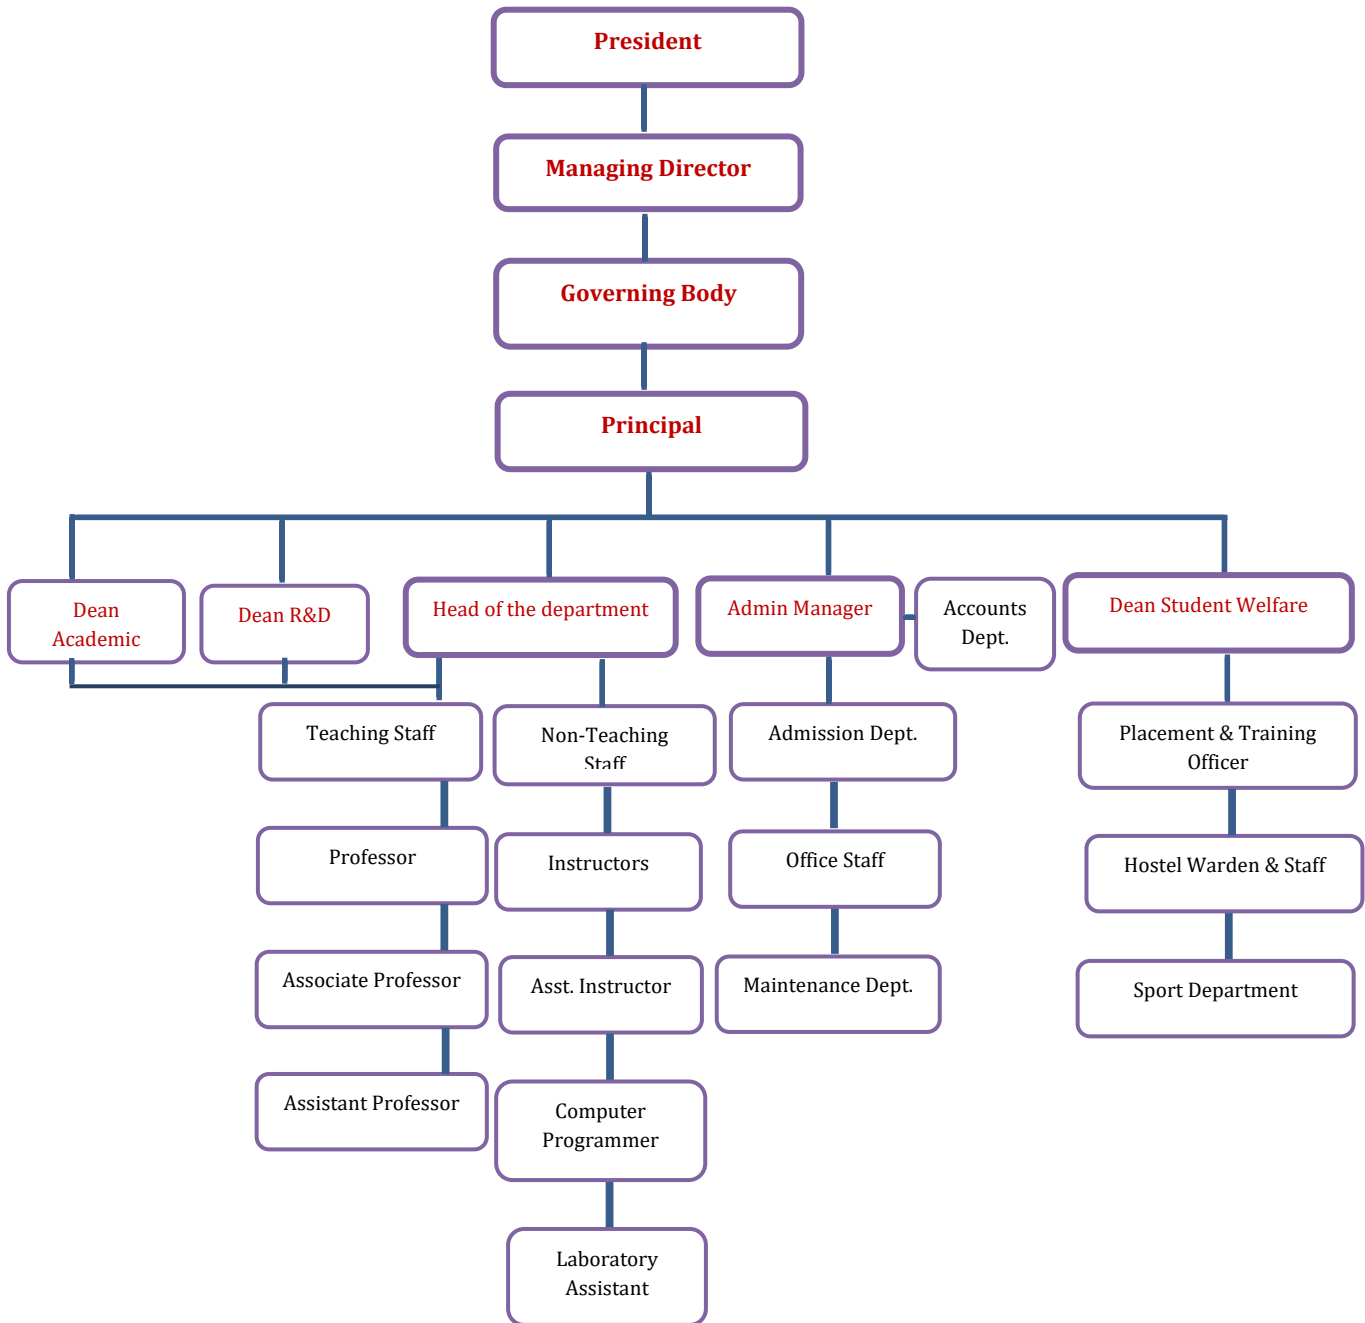 President
Managing Director
Governing Body
Principal
Dean
Academic
Dean R&D
Head of the department
Admin Manager
Accounts
Dept.
Dean Student Welfare
Teaching Staff
Non-Teaching
Staff
Admission Dept.
Placement & Training
Officer
Professor
Instructors
Office Staff
Hostel Warden & Staff
Associate Professor
Asst. Instructor
Maintenance Dept.
Sport Department
Assistant Professor
Computer
Programmer
Laboratory
Assistant